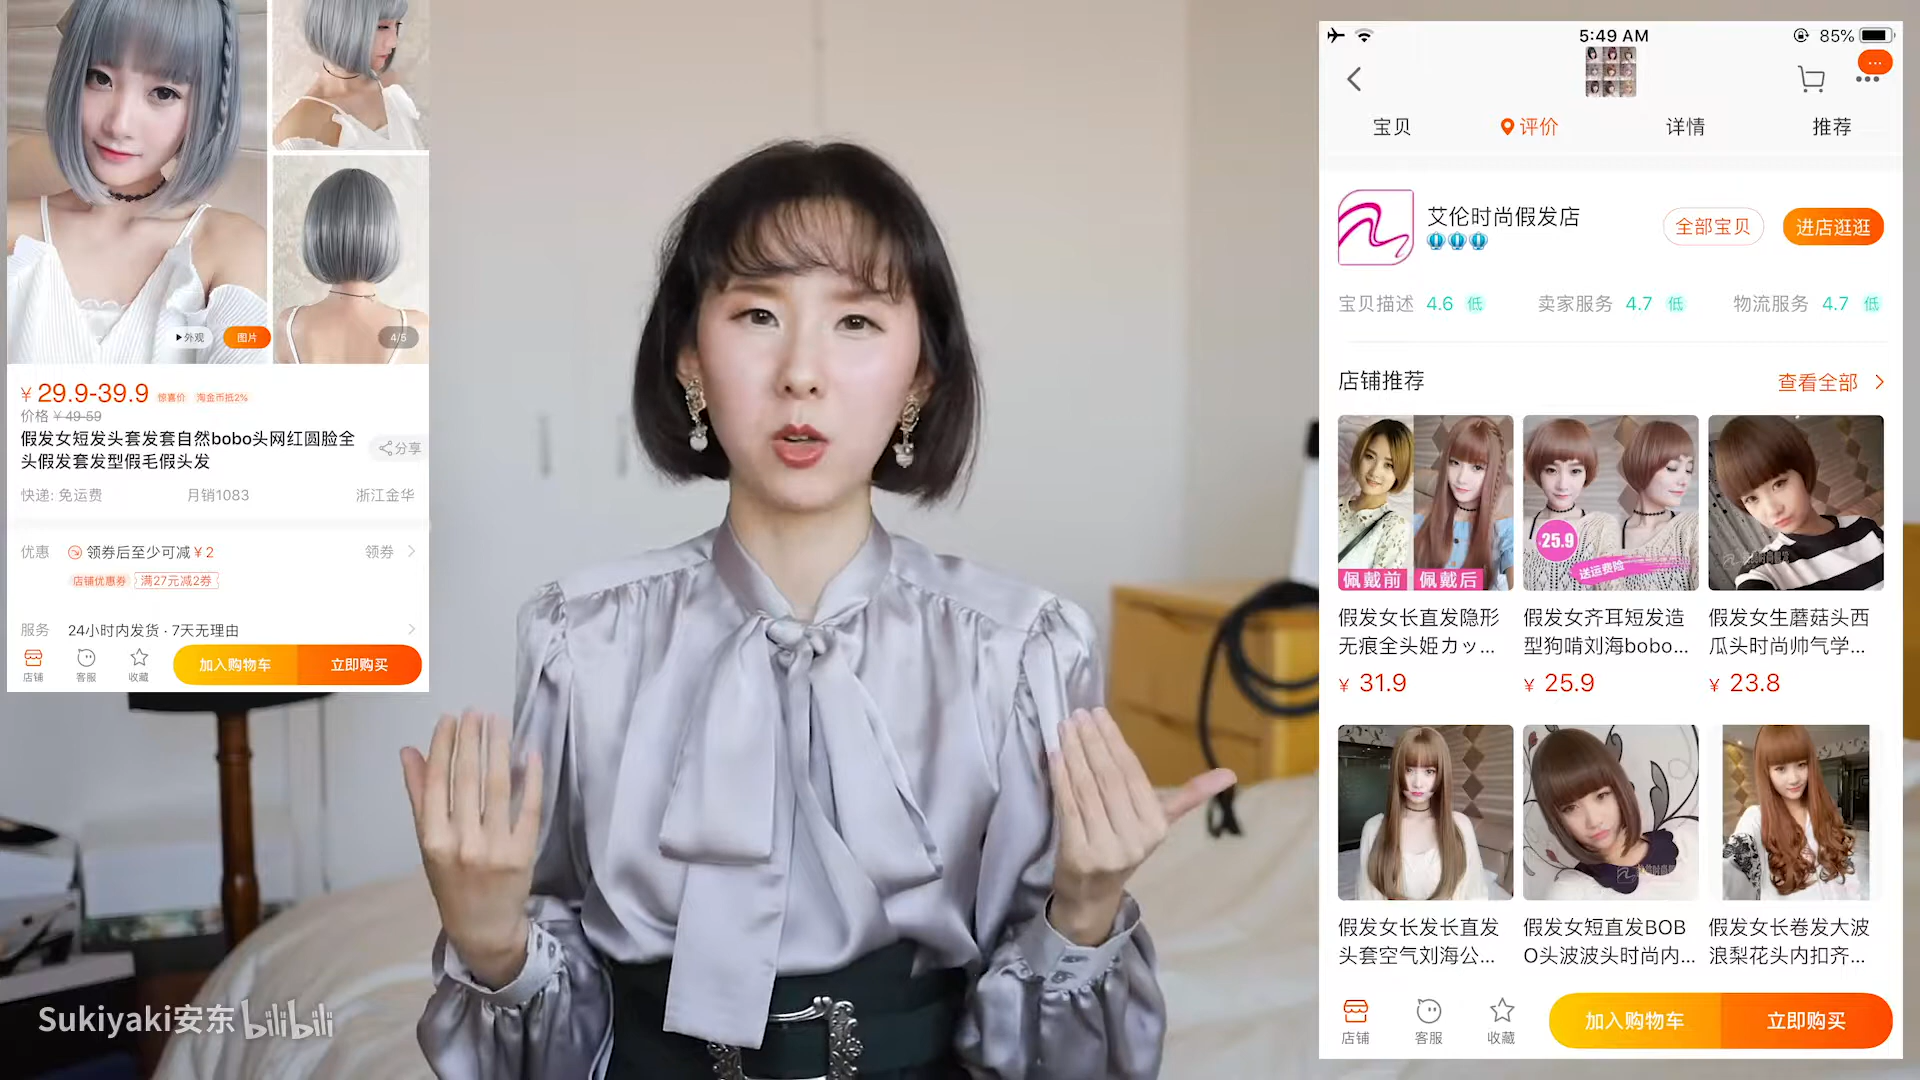 ▶外观
图片
4/5
¥ 29.9-39.9 惊喜价 淘金币抵2%
价格 ¥ 49-59
假发女短发头套发套自然bobo头网红圆脸全
头假发套发型假毛假头发
分享
快递: 免运费 月销1083 浙江金华
优惠 领券后至少可减 ¥ 2 领券
店铺优惠券 满27元减2券
服务 24小时内发货 · 7天无理由
店铺 客服 收藏 加入购物车 立即购买
Sukiyaki安东 bilibili
5:49 AM 85%
宝贝 评价 详情 推荐
艾伦时尚假发店
全部宝贝 进店逛逛
宝贝描述 4.6 低 卖家服务 4.7 低 物流服务 4.7 低
店铺推荐 查看全部
佩戴前 佩戴后
25.9
送运费险
假发女长直发隐形
无痕全头姫カッ...
¥ 31.9
假发女齐耳短发造
型狗啃刘海bobo...
¥ 25.9
假发女生蘑菇头西
瓜头时尚帅气学...
¥ 23.8
假发女长发长直发
头套空气刘海公...
假发女短直发BOB
O头波波头时尚内...
假发女长卷发大波
浪梨花头内扣齐...
店铺 客服 收藏 加入购物车 立即购买